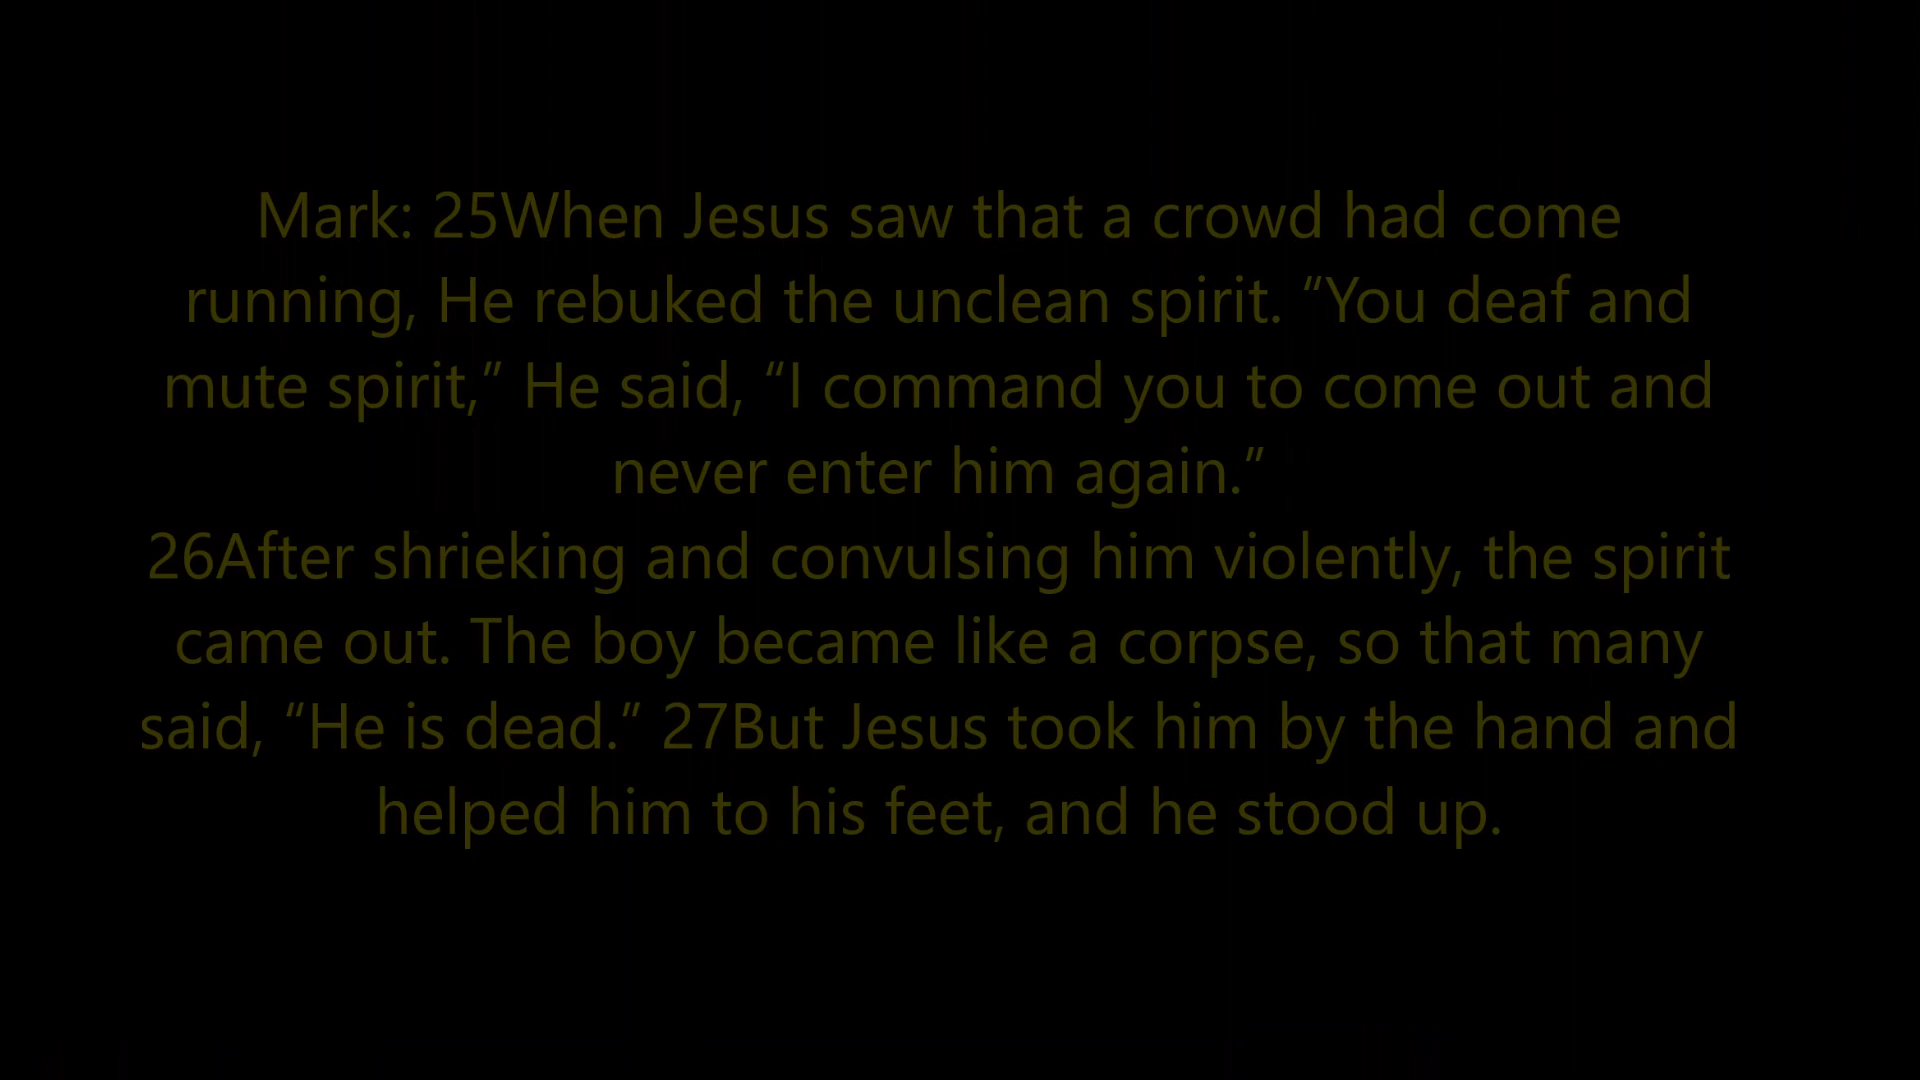 Mark: 25When Jesus saw that a crowd had come
running, He rebuked the unclean spirit. “You deaf and
mute spirit,” He said, “I command you to come out and
never enter him again.”
26After shrieking and convulsing him violently, the spirit
came out. The boy became like a corpse, so that many
said, “He is dead.” 27But Jesus took him by the hand and
helped him to his feet, and he stood up.